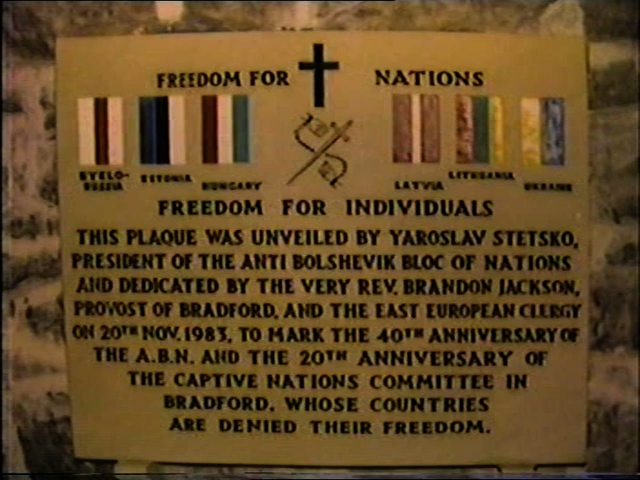 FREEDOM FOR NATIONS
BYELO-RUSSIA ESTONIA HUNGARY LATVIA LITHUANIA UKRAINE
FREEDOM FOR INDIVIDUALS
THIS PLAQUE WAS UNVEILED BY YAROSLAV STETSKO,
PRESIDENT OF THE ANTI BOLSHEVIK BLOC OF NATIONS
AND DEDICATED BY THE VERY REV. BRANDON JACKSON,
PROVOST OF BRADFORD, AND THE EAST EUROPEAN CLERGY
ON 20TH NOV. 1983, TO MARK THE 40TH ANNIVERSARY OF
THE A.B.N. AND THE 20TH ANNIVERSARY OF
THE CAPTIVE NATIONS COMMITTEE IN
BRADFORD, WHOSE COUNTRIES
ARE DENIED THEIR FREEDOM.